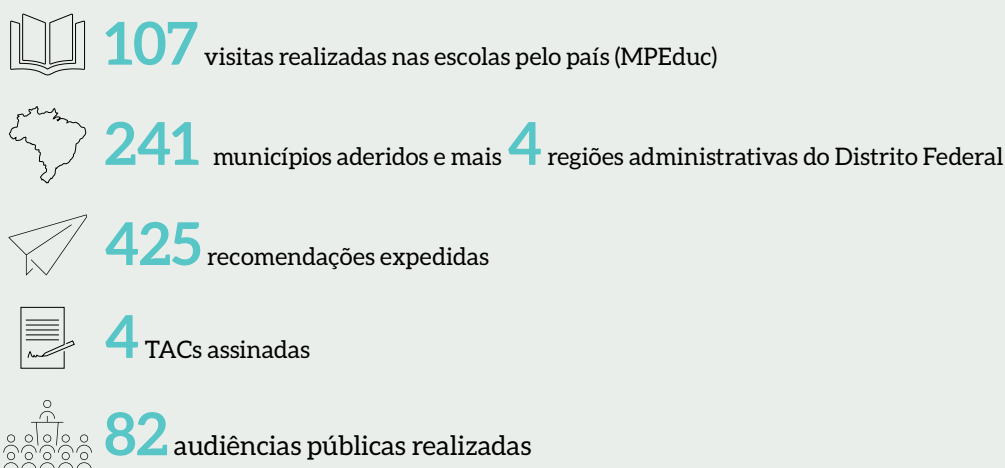 107 visitas realizadas nas escolas pelo país (MPEduc)
241 municípios aderidos e mais 4 regiões administrativas do Distrito Federal
425 recomendações expedidas
4 TACs assinadas
82 audiências públicas realizadas